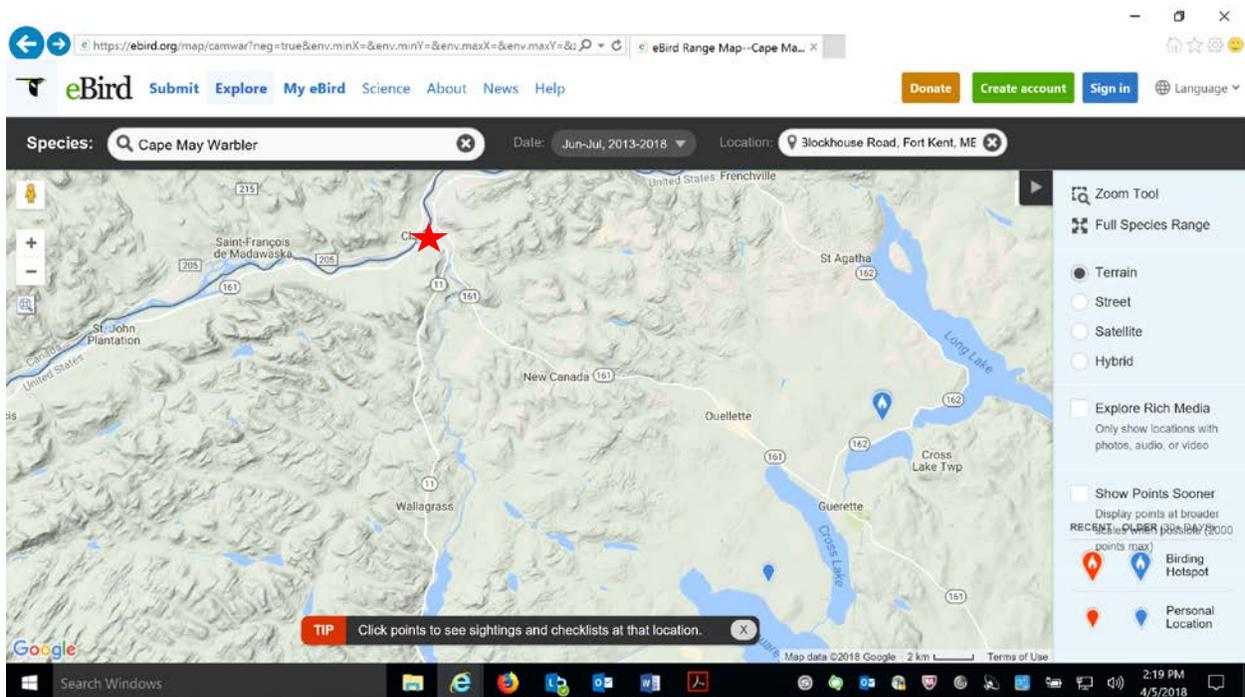 https://ebird.org/map/camwar?neg=true&env.minX=&env.minY=&env.maxX=&env.maxY=&
eBird Range Map--Cape Ma...
eBird Submit Explore My eBird Science About News Help Donate Create account Sign in Language
Species: Cape May Warbler Date: Jun-Jul, 2013-2018 Location: Blockhouse Road, Fort Kent, ME
United States Frenchville
215
Saint-François
de Madawaska
205
205
161
11
161
St Agatha
162
St. John
Plantation
Canada
United States
Long Lake
New Canada 161
162
Ouellette
162
161
Cross
Lake Twp
11
Wallagrass
Guerette
Cross Lake
161
TIP Click points to see sightings and checklists at that location. X
Google
Map data ©2018 Google 2 km Terms of Use
Zoom Tool
Full Species Range
Terrain
Street
Satellite
Hybrid
Explore Rich Media
Only show locations with
photos, audio, or video
Show Points Sooner
Display points at broader
scales when possible (2000
points max)
RECENT OLDER (30+ DAYS)
Birding
Hotspot
Personal
Location
Search Windows
2:19 PM
4/5/2018